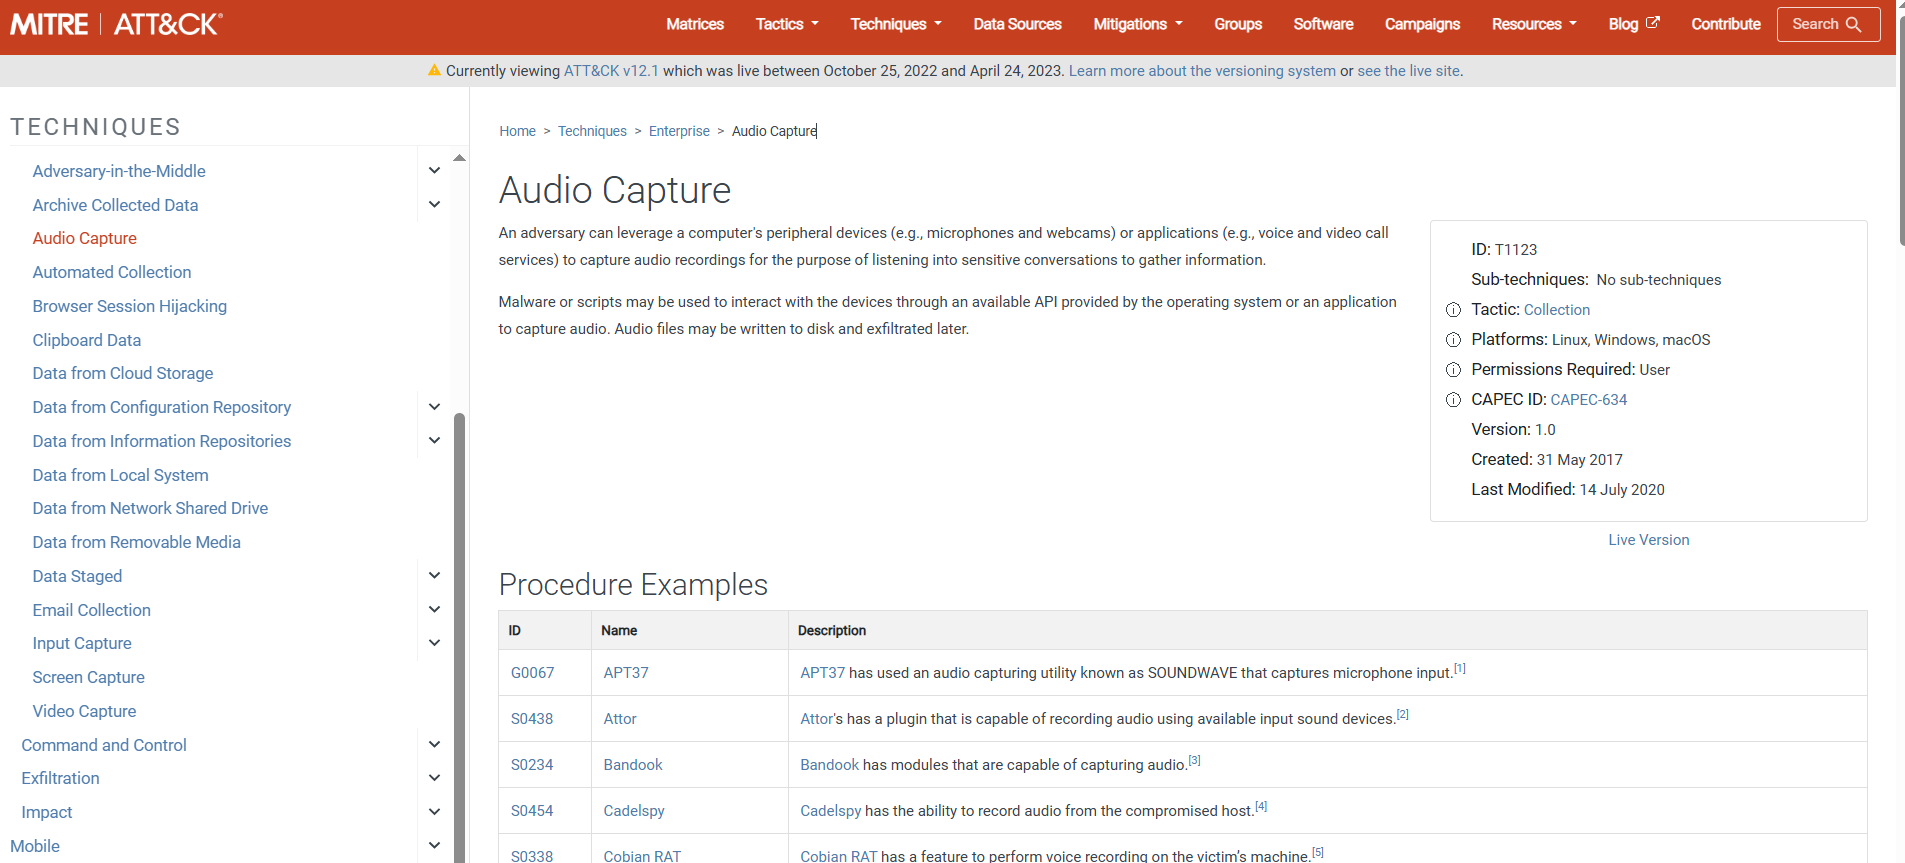 MITRE | ATT&CK®
Matrices Tactics Techniques Data Sources Mitigations Groups Software Campaigns Resources Blog Contribute Search
Currently viewing ATT&CK v12.1 which was live between October 25, 2022 and April 24, 2023. Learn more about the versioning system or see the live site.
TECHNIQUES
Adversary-in-the-Middle
Archive Collected Data
Audio Capture
Automated Collection
Browser Session Hijacking
Clipboard Data
Data from Cloud Storage
Data from Configuration Repository
Data from Information Repositories
Data from Local System
Data from Network Shared Drive
Data from Removable Media
Data Staged
Email Collection
Input Capture
Screen Capture
Video Capture
Command and Control
Exfiltration
Impact
Mobile
Home > Techniques > Enterprise > Audio Capture
Audio Capture
An adversary can leverage a computer's peripheral devices (e.g., microphones and webcams) or applications (e.g., voice and video call
services) to capture audio recordings for the purpose of listening into sensitive conversations to gather information.
Malware or scripts may be used to interact with the devices through an available API provided by the operating system or an application
to capture audio. Audio files may be written to disk and exfiltrated later.
ID: T1123
Sub-techniques: No sub-techniques
Tactic: Collection
Platforms: Linux, Windows, macOS
Permissions Required: User
CAPEC ID: CAPEC-634
Version: 1.0
Created: 31 May 2017
Last Modified: 14 July 2020
Live Version
Procedure Examples
ID Name Description
G0067 APT37 APT37 has used an audio capturing utility known as SOUNDWAVE that captures microphone input.[1]
S0438 Attor Attor's has a plugin that is capable of recording audio using available input sound devices.[2]
S0234 Bandook Bandook has modules that are capable of capturing audio.[3]
S0454 Cadelspy Cadelspy has the ability to record audio from the compromised host.[4]
S0338 Cobian RAT Cobian RAT has a feature to perform voice recording on the victim's machine.[5]